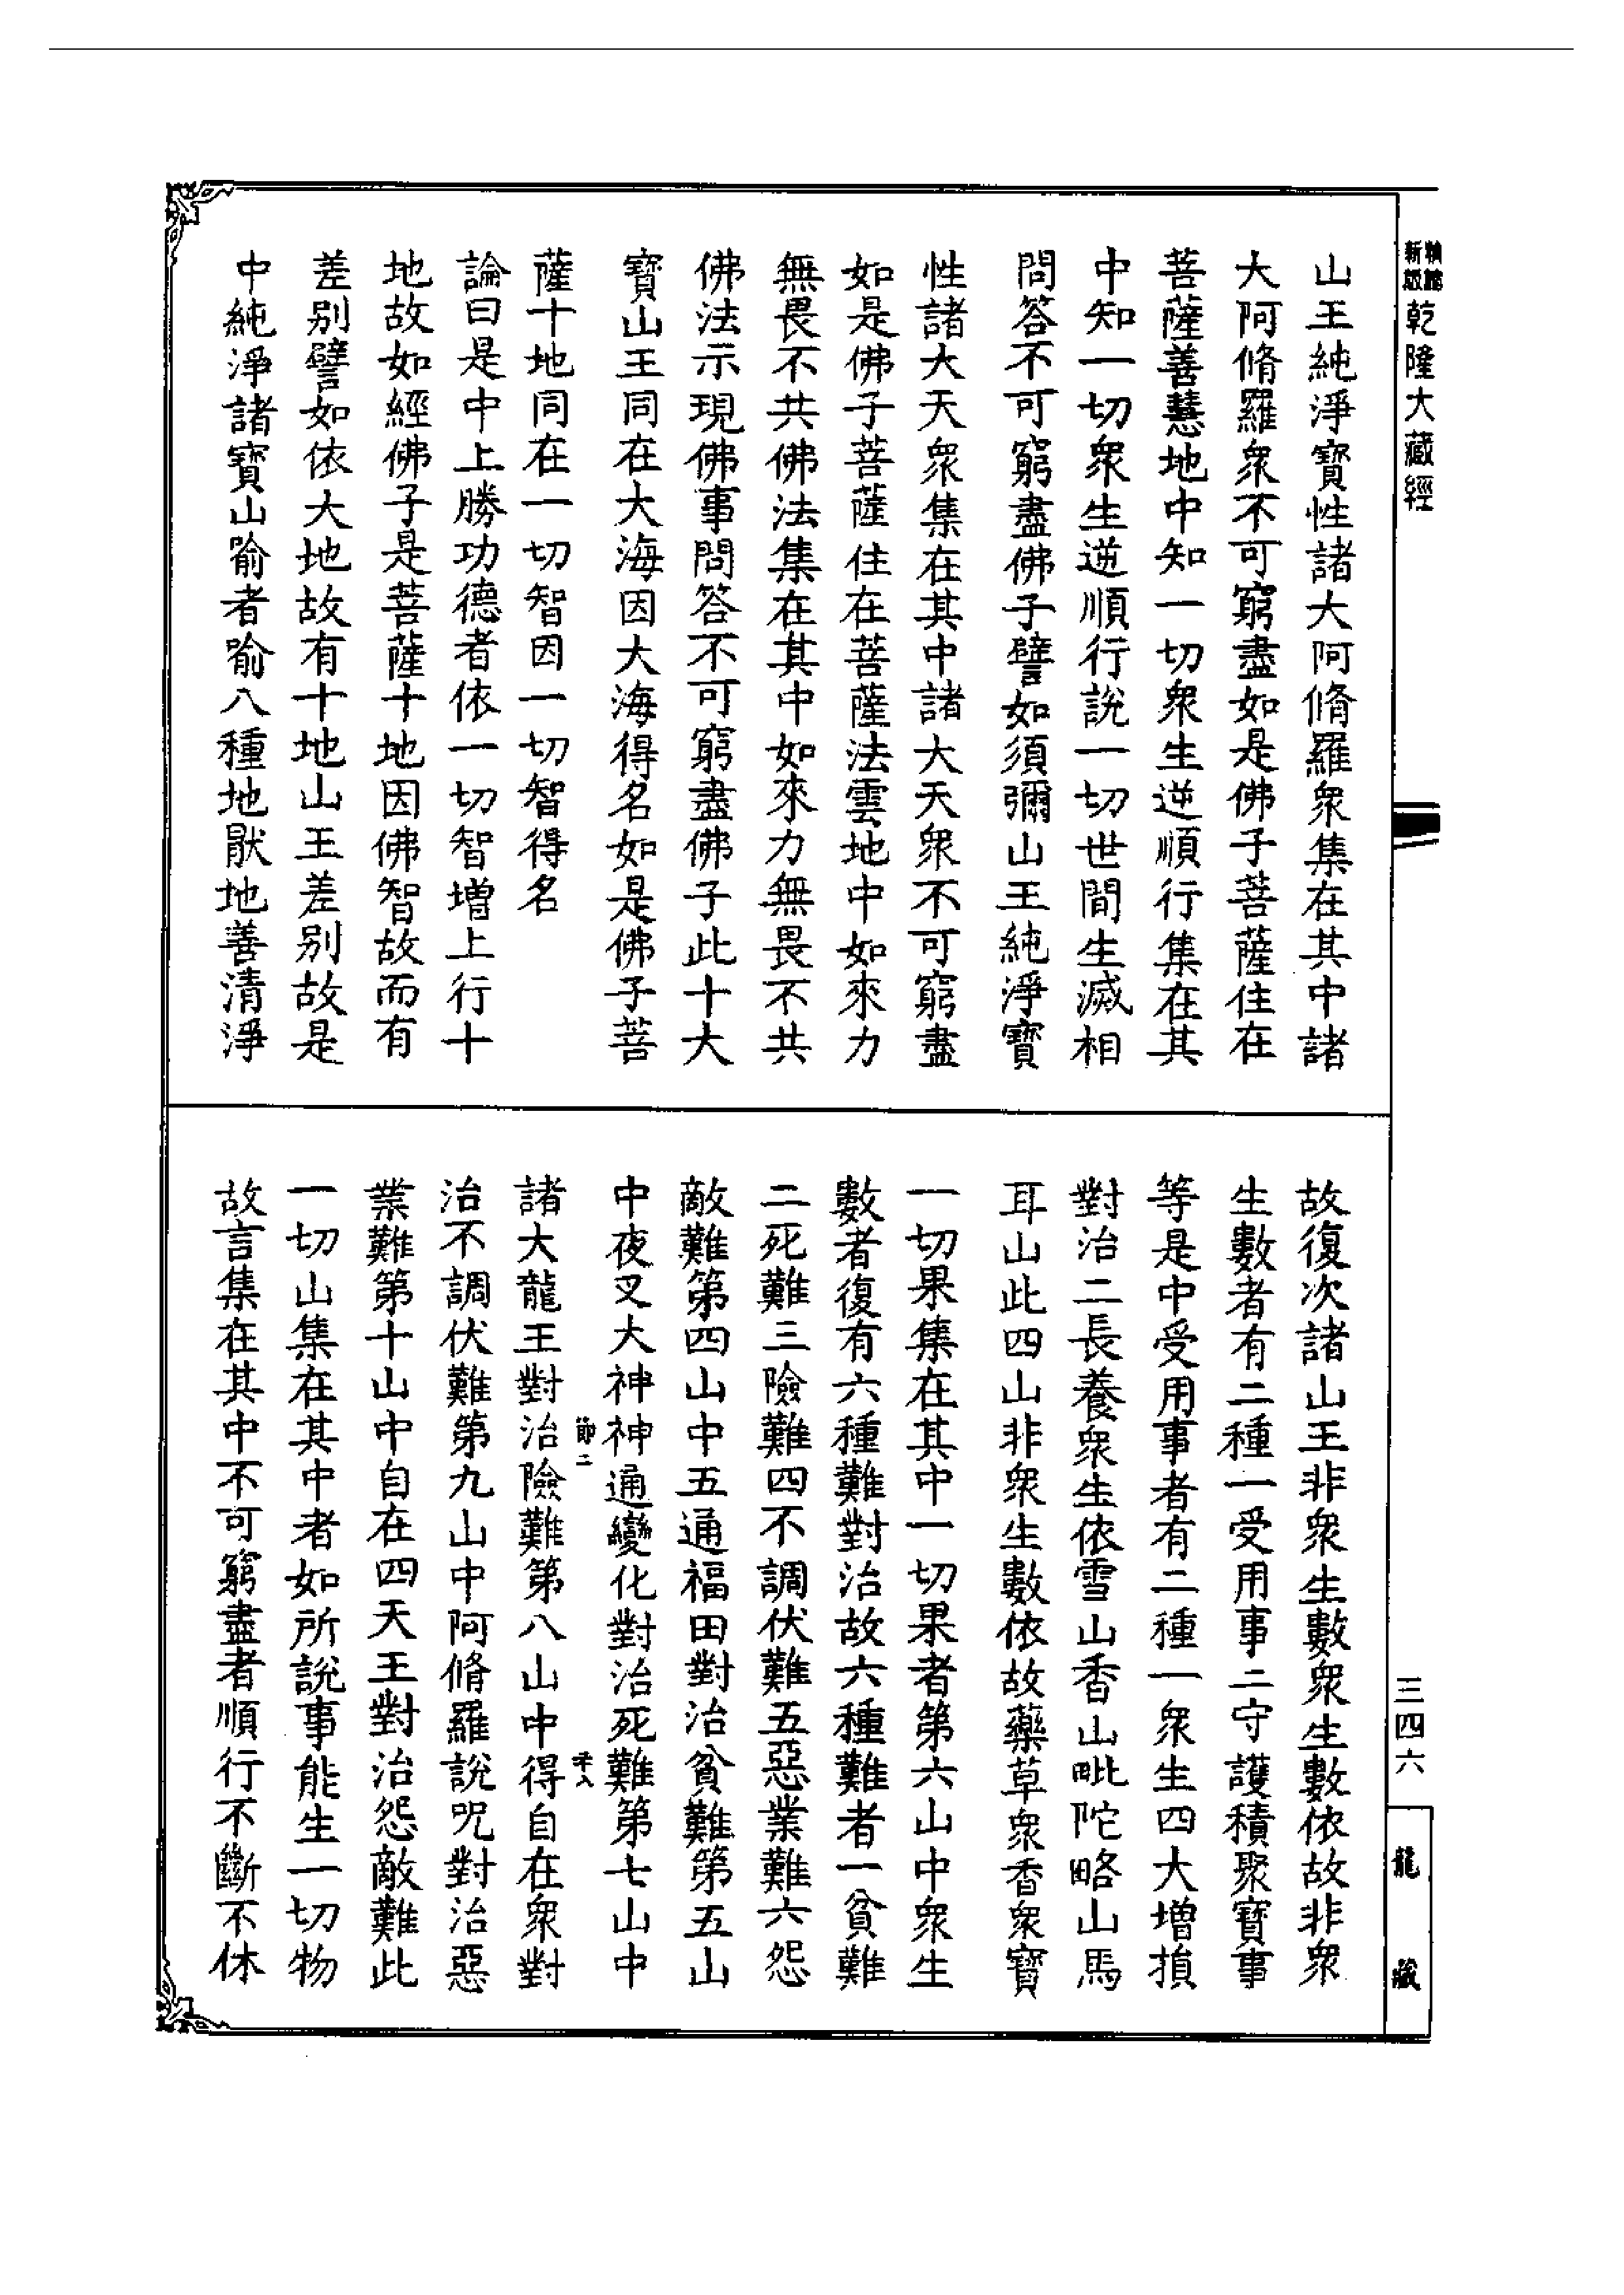 乾隆大藏經
山王純淨寶性諸大阿脩羅衆集在其中諸
大阿脩羅衆不可窮盡如是佛子菩薩住在
菩薩善慧地中知一切衆生逆順行集在其
中知一切衆生逆順行說一切世間生滅相
問答不可窮盡佛子譬如須彌山王純淨寶
性諸大天衆集在其中諸大天衆不可窮盡
如是佛子菩薩住在菩薩法雲地中如來力
無畏不共佛法集在其中如來力無畏不共
佛法示現佛事問答不可窮盡佛子此十大
寶山王同在大海因大海得名如是佛子菩
薩十地同在一切智因一切智得名
論曰是中上勝功德者依一切智增上行十
地故如經佛子是菩薩十地因佛智故而有
差別譬如依大地故有十地山王差別故是
中純淨諸寶山喻者喻八種地猒地善清淨
故復次諸山王非衆生數衆生數依故非衆
生數者有二種一受用事二守護積聚寶事
等是中受用事者有二種一衆生四大增損
對治二長養衆生依雪山香山毗陀略山馬
耳山此四山非衆生數依故藥草衆香衆寶
一切果集在其中一切果者第六山中衆生
數者復有六種難對治故六種難者一貧難
二死難三險難四不調伏難五惡業難六怨
敵難第四山中五通福田對治貧難第五山
中夜叉大神神通變化對治死難第七山中
諸大龍王對治險難第八山中得自在衆對
治不調伏難第九山中阿脩羅說呪對治惡
業難第十山中自在四天王對治怨敵難此
一切山集在其中者如所說事能生一切物
故言集在其中不可窮盡者順行不斷不休
三四六
龍藏